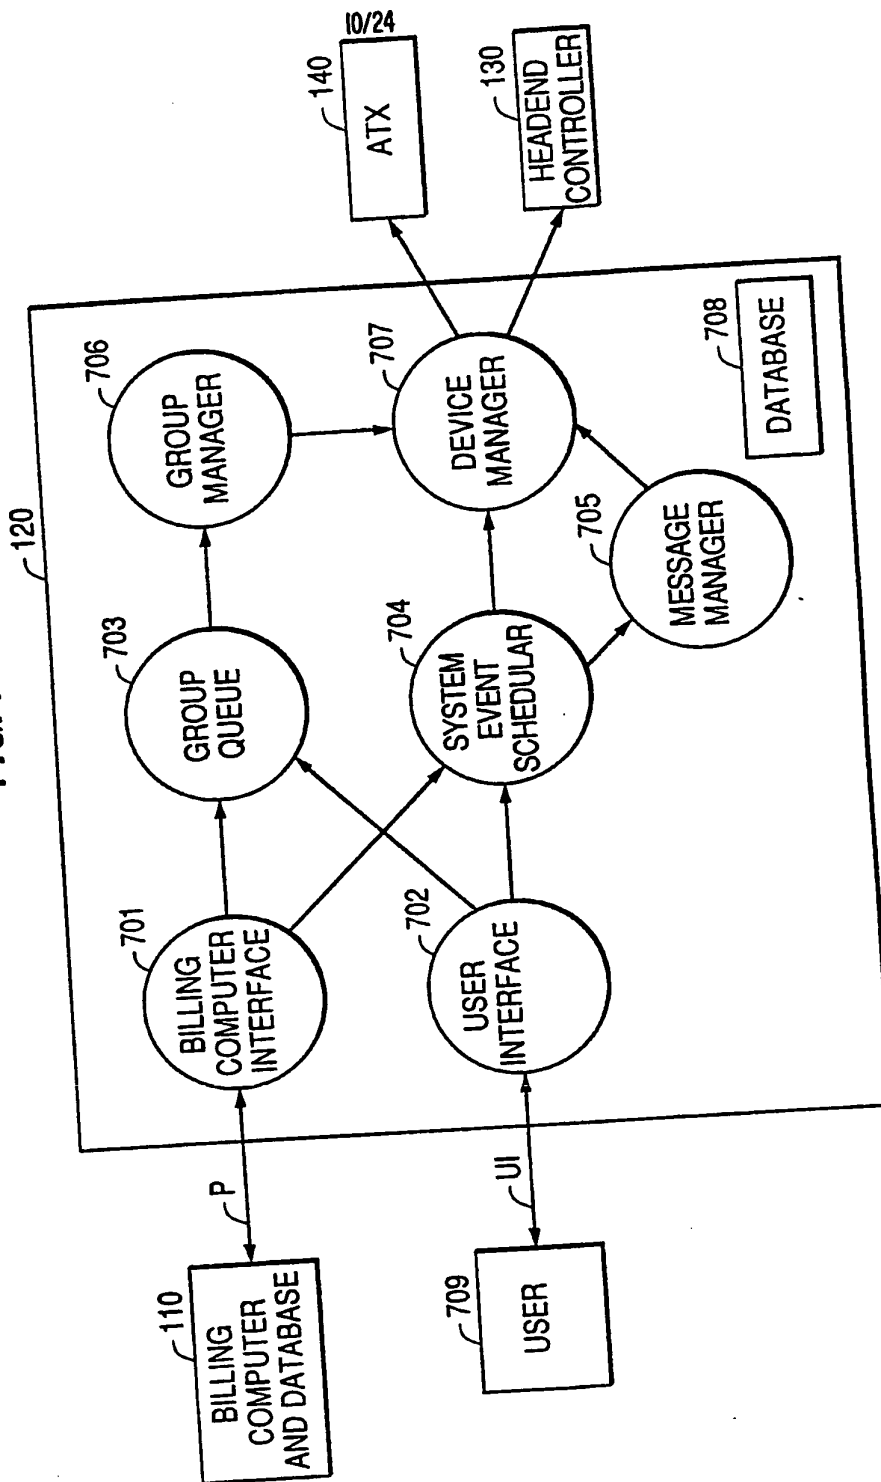 10/24
120
110
BILLING
COMPUTER
AND DATABASE
P
701
BILLING
COMPUTER
INTERFACE
703
GROUP
QUEUE
706
GROUP
MANAGER
140
ATX
709
USER
UI
702
USER
INTERFACE
704
SYSTEM
EVENT
SCHEDULAR
707
DEVICE
MANAGER
130
HEADEND
CONTROLLER
705
MESSAGE
MANAGER
708
DATABASE